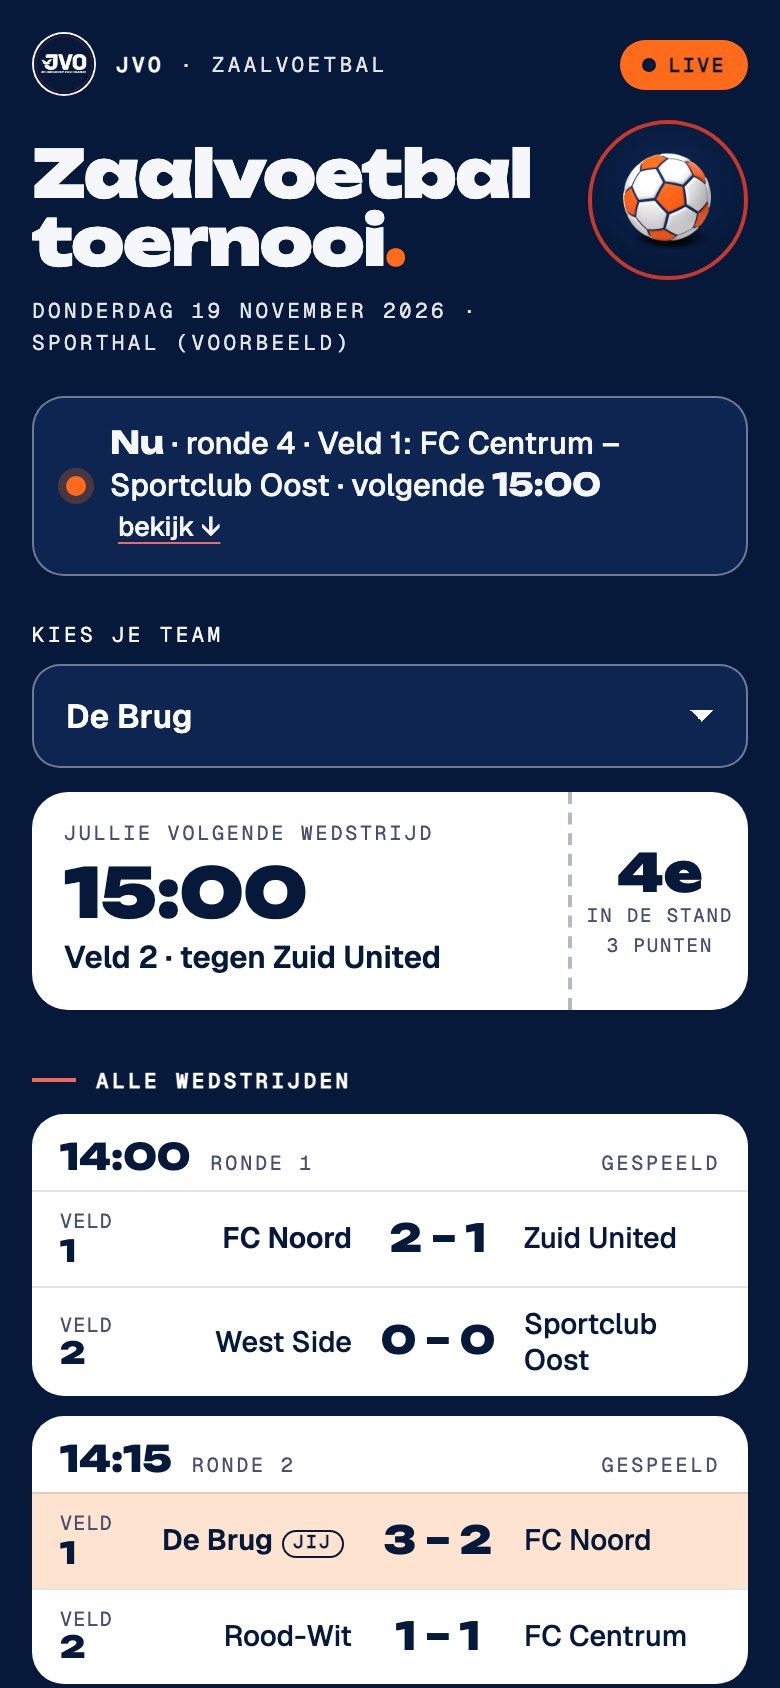 JVO
JVO · ZAALVOETBAL
LIVE
Zaalvoetbal
toernooi.
DONDERDAG 19 NOVEMBER 2026 ·
SPORTHAL (VOORBEELD)
Nu · ronde 4 · Veld 1: FC Centrum –
Sportclub Oost · volgende 15:00
bekijk ↓
KIES JE TEAM
De Brug
JULLIE VOLGENDE WEDSTRIJD
15:00
Veld 2 · tegen Zuid United
4e
IN DE STAND
3 PUNTEN
ALLE WEDSTRIJDEN
14:00 RONDE 1 GESPEELD
VELD
1
FC Noord 2 – 1 Zuid United
VELD
2
West Side 0 – 0 Sportclub
Oost
14:15 RONDE 2 GESPEELD
VELD
1
De Brug JIJ 3 – 2 FC Noord
VELD
2
Rood-Wit 1 – 1 FC Centrum